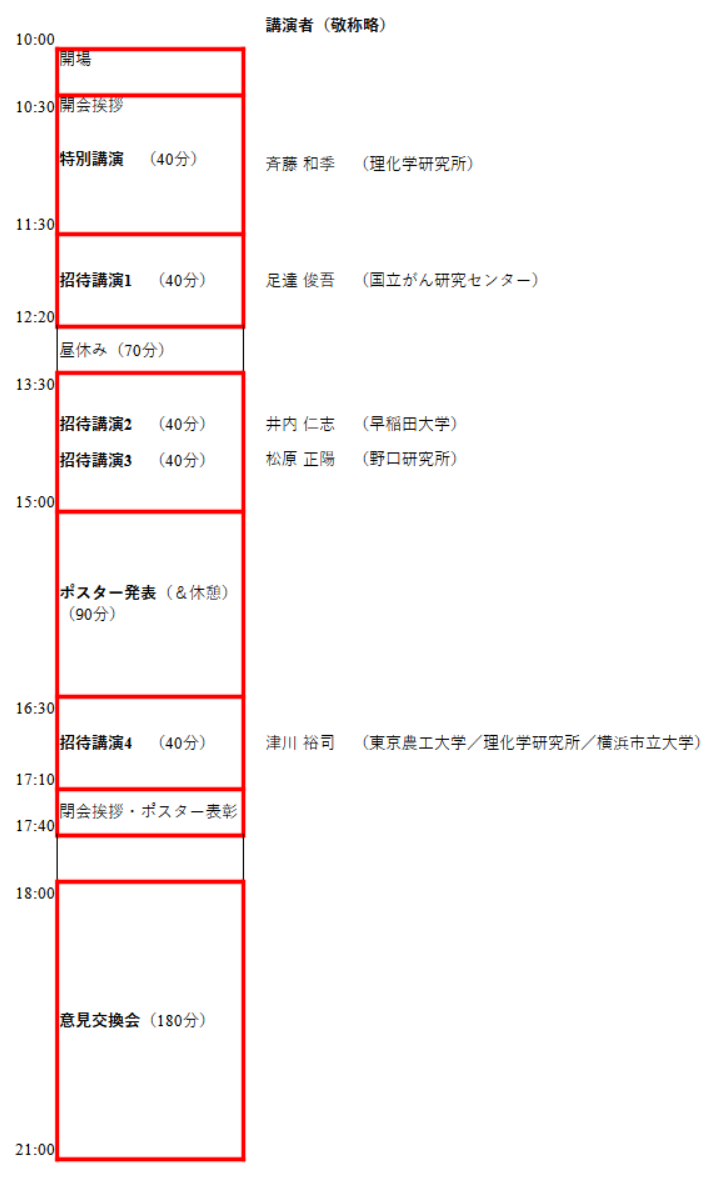 講演者（敬称略）
10:00
開場
10:30 開会挨拶
特別講演 （40分） 斉藤 和季 （理化学研究所）
11:30
招待講演1 （40分） 足達 俊吾 （国立がん研究センター）
12:20
昼休み（70分）
13:30
招待講演2 （40分） 井内 仁志 （早稲田大学）
招待講演3 （40分） 松原 正陽 （野口研究所）
15:00
ポスター発表（＆休憩）
（90分）
16:30
招待講演4 （40分） 津川 裕司 （東京農工大学／理化学研究所／横浜市立大学）
17:10
閉会挨拶・ポスター表彰
17:40
18:00
意見交換会（180分）
21:00